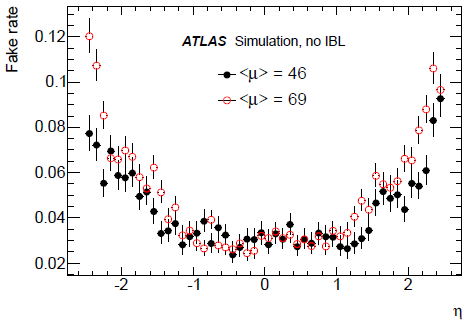 Fake rate
0.12
0.1
0.08
0.06
0.04
0.02
ATLAS Simulation, no IBL
<μ> = 46
<μ> = 69
-2 -1 0 1 2
η